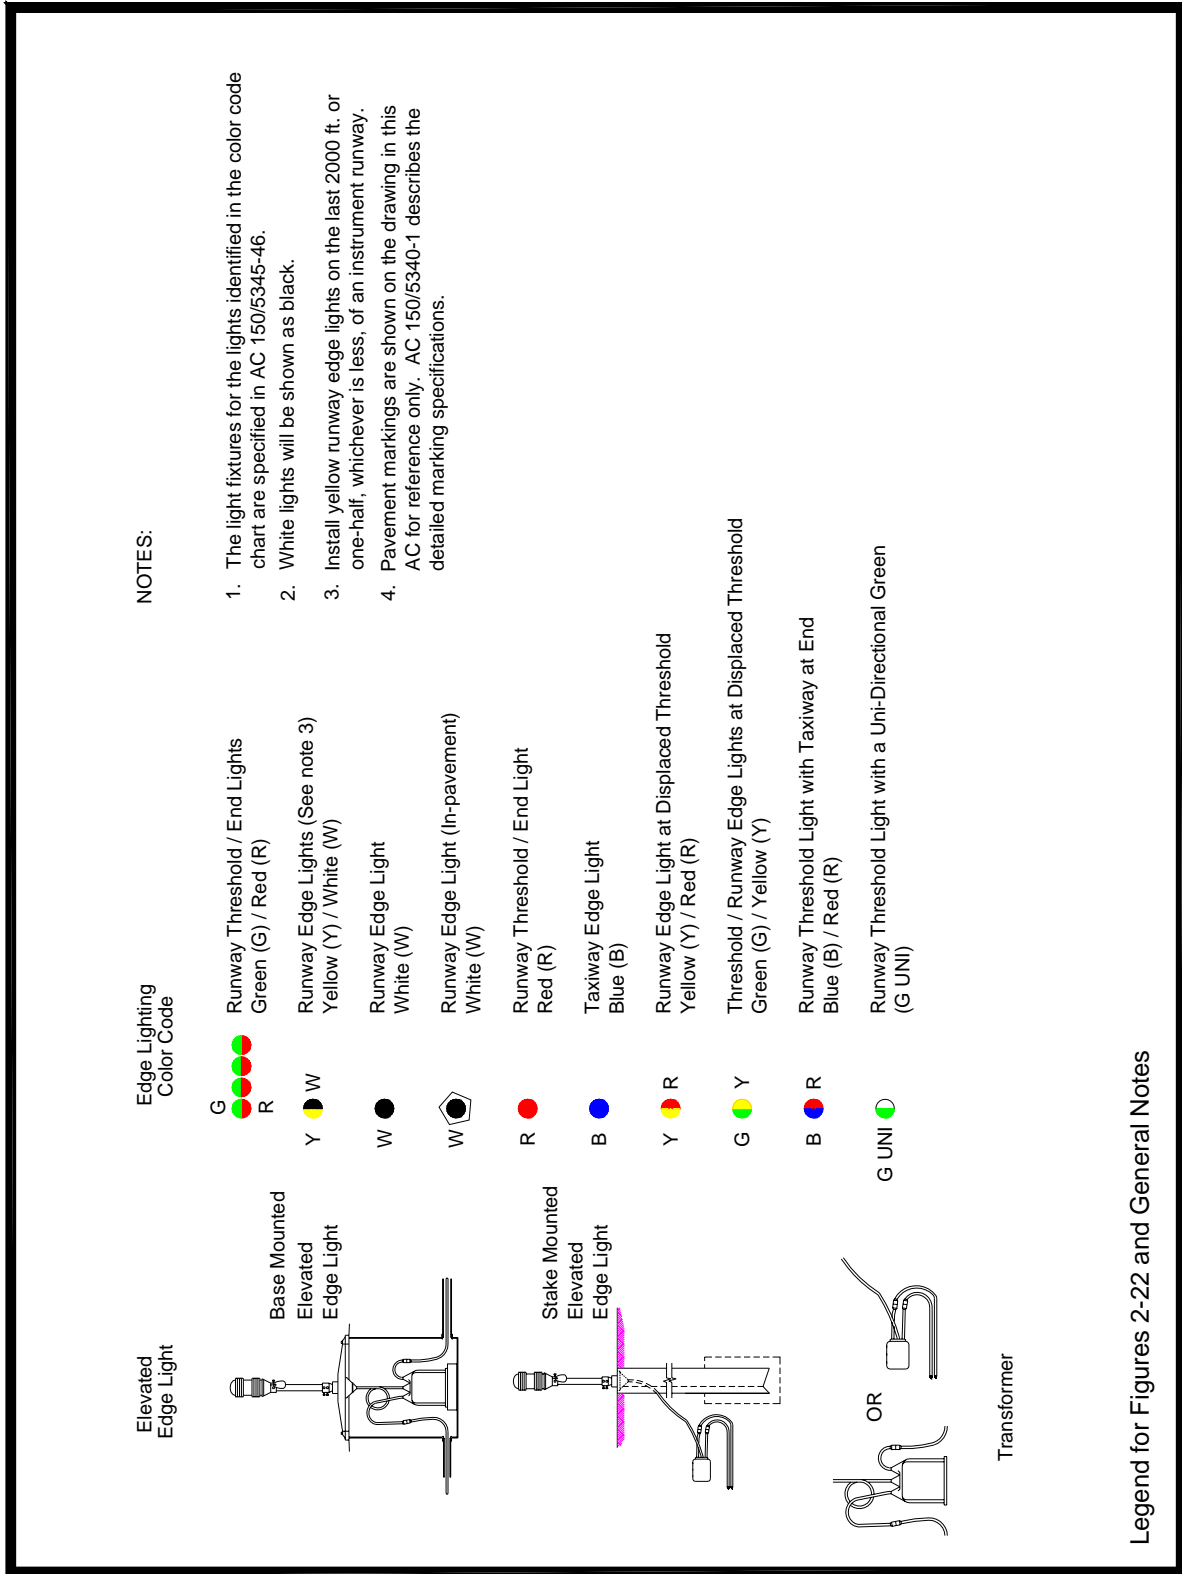 Elevated
Edge Light
Base Mounted
Elevated
Edge Light
Stake Mounted
Elevated
Edge Light
OR
Transformer
Edge Lighting
Color Code
G
R
Runway Threshold / End Lights
Green (G) / Red (R)
Y
W
Runway Edge Lights (See note 3)
Yellow (Y) / White (W)
W
Runway Edge Light
White (W)
W
Runway Edge Light (In-pavement)
White (W)
R
Runway Threshold / End Light
Red (R)
B
Taxiway Edge Light
Blue (B)
Y
R
Runway Edge Light at Displaced Threshold
Yellow (Y) / Red (R)
G
Y
Threshold / Runway Edge Lights at Displaced Threshold
Green (G) / Yellow (Y)
B
R
Runway Threshold Light with Taxiway at End
Blue (B) / Red (R)
G UNI
Runway Threshold Light with a Uni-Directional Green
(G UNI)
NOTES:
1. The light fixtures for the lights identified in the color code
chart are specified in AC 150/5345-46.
2. White lights will be shown as black.
3. Install yellow runway edge lights on the last 2000 ft. or
one-half, whichever is less, of an instrument runway.
4. Pavement markings are shown on the drawing in this
AC for reference only. AC 150/5340-1 describes the
detailed marking specifications.
Legend for Figures 2-22 and General Notes